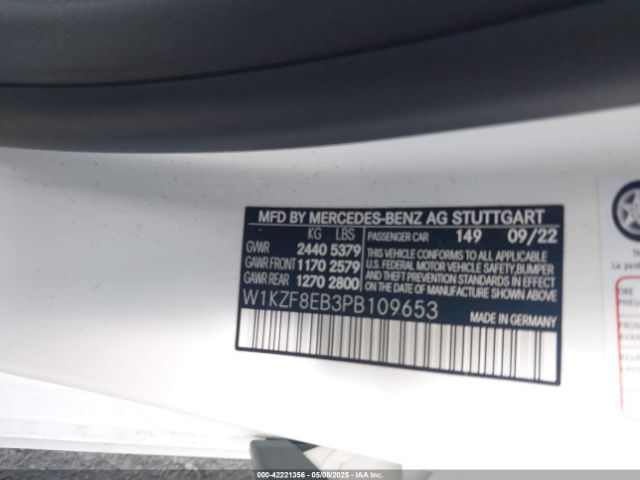 MFD BY MERCEDES-BENZ AG STUTTGART
KG LBS
GVWR 2440 5379
GAWR FRONT 1170 2579
GAWR REAR 1270 2800
PASSENGER CAR 149 09/22
THIS VEHICLE CONFORMS TO ALL APPLICABLE
U.S. FEDERAL MOTOR VEHICLE SAFETY, BUMPER
AND THEFT PREVENTION STANDARDS IN EFFECT
ON THE DATE OF MANUFACTURE SHOWN ABOVE.
W1KZF8EB3PB109653
MADE IN GERMANY
000-42221356 - 05/08/2025 - IAA Inc.